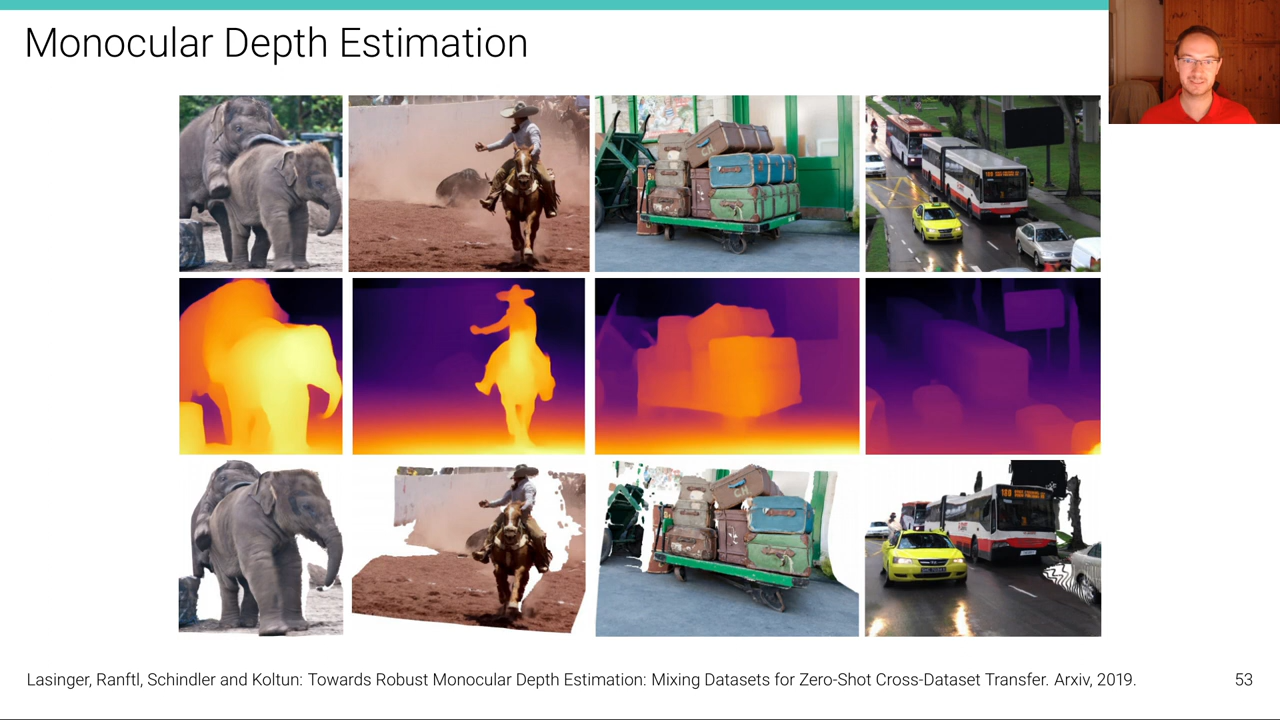 Monocular Depth Estimation
Lasinger, Ranftl, Schindler and Koltun: Towards Robust Monocular Depth Estimation: Mixing Datasets for Zero-Shot Cross-Dataset Transfer. Arxiv, 2019.
53